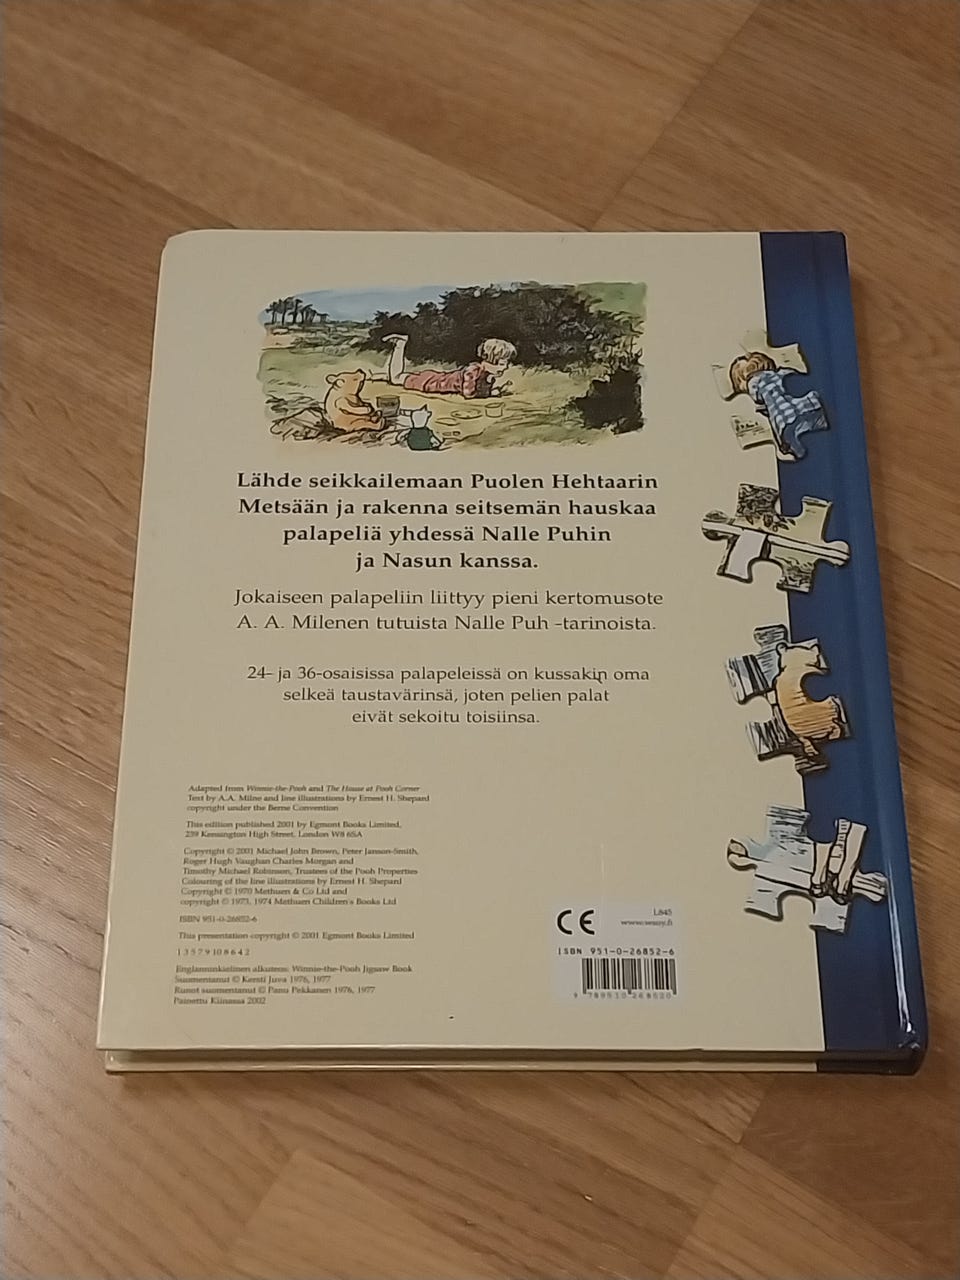 Lähde seikkailemaan Puolen Hehtaarin
Metsään ja rakenna seitsemän hauskaa
palapeliä yhdessä Nalle Puhin
ja Nasun kanssa.
Jokaiseen palapeliin liittyy pieni kertomusote
A. A. Milenen tutuista Nalle Puh -tarinoista.
24- ja 36-osaisissa palapeleissä on kussakin oma
selkeä taustavärinsä, joten pelien palat
eivät sekoitu toisiinsa.
Adapted from Winnie-the-Pooh and The House at Pooh Corner
Text by A.A. Milne and line illustrations by Ernest H. Shepard
copyright under the Berne Convention
This edition published 2001 by Egmont Books Limited,
239 Kensington High Street, London W8 6SA
Copyright © 2001 Michael John Brown, Peter Janson-Smith,
Roger Hugh Vaughan Charles Morgan and
Timothy Michael Robinson, Trustees of the Pooh Properties
Colouring of the line illustrations by Ernest H. Shepard
Copyright © 1970 Methuen & Co Ltd and
copyright © 1973, 1974 Methuen Children's Books Ltd
ISBN 951-0-26852-6
This presentation copyright © 2001 Egmont Books Limited
1 3 5 7 9 10 8 6 4 2
Englanninkielinen alkuteos: Winnie-the-Pooh Jigsaw Book
Suomentanut © Kersti Juva 1976, 1977
Runot suomentanut © Panu Pekkanen 1976, 1977
Painettu Kiinassa 2002
CE
L845
www.wsoy.fi
ISBN 951-0-26852-6
9 789510 268520